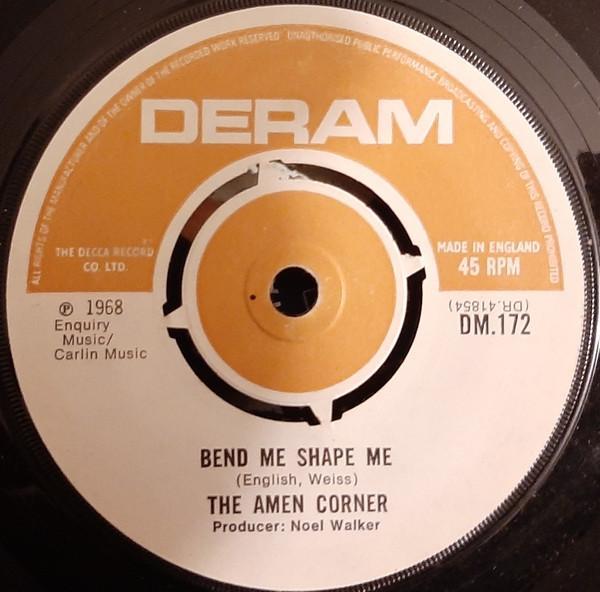 ALL RIGHTS OF THE MANUFACTURER AND OF THE OWNER OF THE RECORDED WORK RESERVED UNAUTHORISED PUBLIC PERFORMANCE BROADCASTING AND COPYING OF THIS RECORD PROHIBITED
DERAM
THE DECCA RECORD
CO. LTD.
MADE IN ENGLAND
45 RPM
℗ 1968
Enquiry
Music/
Carlin Music
(DR.41854)
DM.172
BEND ME SHAPE ME
(English, Weiss)
THE AMEN CORNER
Producer: Noel Walker